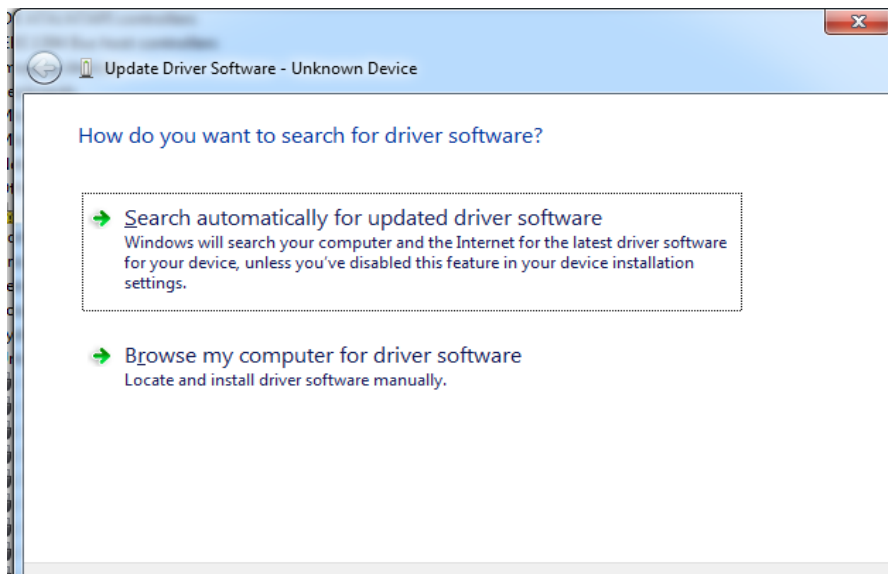 Update Driver Software - Unknown Device
How do you want to search for driver software?
Search automatically for updated driver software
Windows will search your computer and the Internet for the latest driver software
for your device, unless you've disabled this feature in your device installation
settings.
Browse my computer for driver software
Locate and install driver software manually.